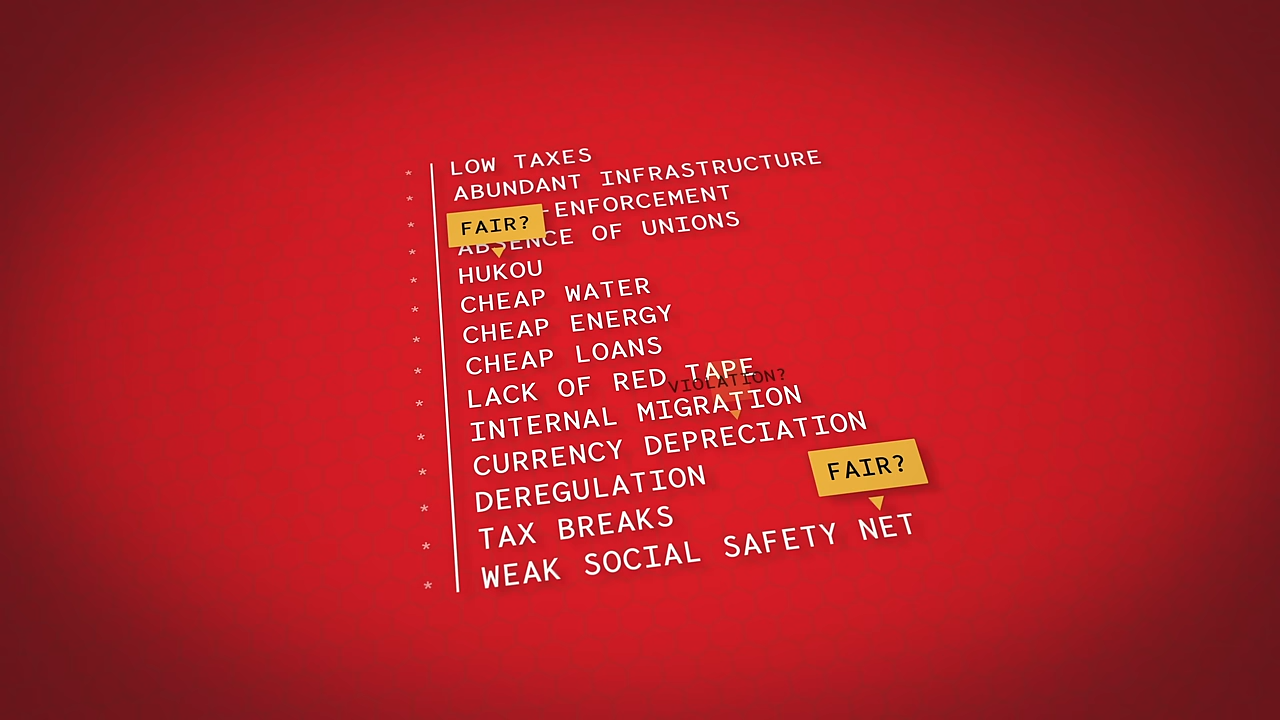 * LOW TAXES
* ABUNDANT INFRASTRUCTURE
* -ENFORCEMENT
FAIR?
* ABSENCE OF UNIONS
* HUKOU
* CHEAP WATER
* CHEAP ENERGY
* CHEAP LOANS
* LACK OF RED TAPE
VIOLATION?
* INTERNAL MIGRATION
* CURRENCY DEPRECIATION
FAIR?
* DEREGULATION
* TAX BREAKS
* WEAK SOCIAL SAFETY NET